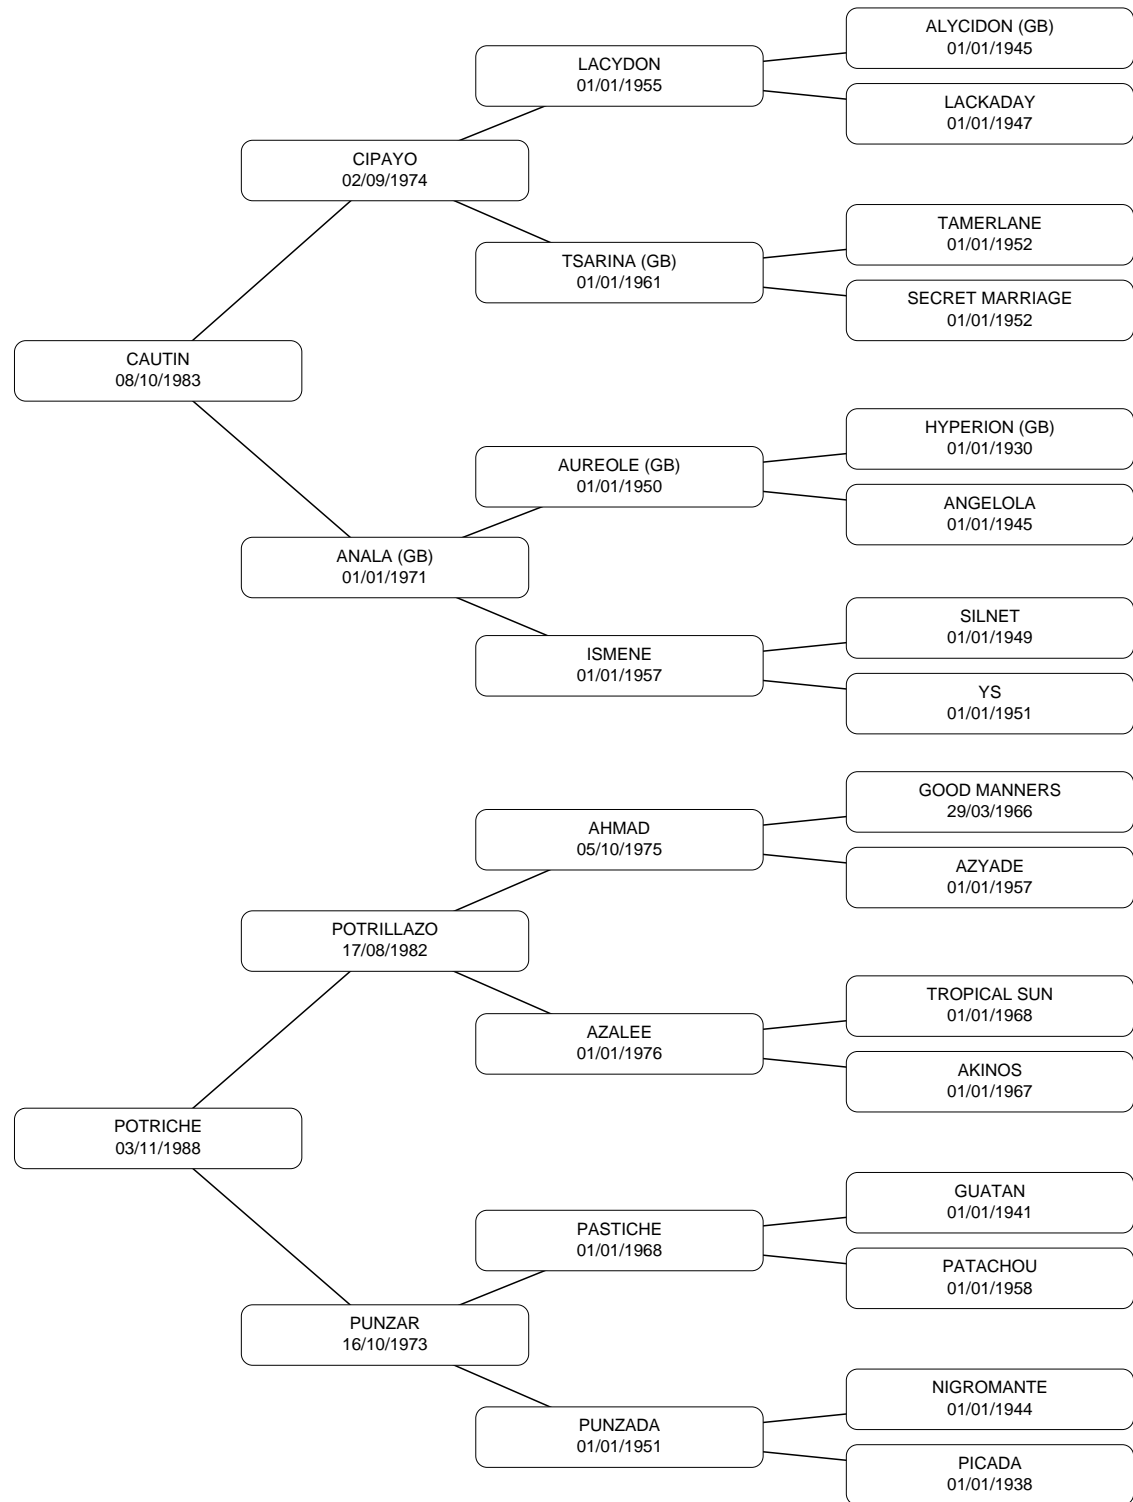 ALYCIDON (GB)
01/01/1945
LACYDON
01/01/1955
LACKADAY
01/01/1947
CIPAYO
02/09/1974
TAMERLANE
01/01/1952
TSARINA (GB)
01/01/1961
SECRET MARRIAGE
01/01/1952
CAUTIN
08/10/1983
HYPERION (GB)
01/01/1930
AUREOLE (GB)
01/01/1950
ANGELOLA
01/01/1945
ANALA (GB)
01/01/1971
SILNET
01/01/1949
ISMENE
01/01/1957
YS
01/01/1951
GOOD MANNERS
29/03/1966
AHMAD
05/10/1975
AZYADE
01/01/1957
POTRILLAZO
17/08/1982
TROPICAL SUN
01/01/1968
AZALEE
01/01/1976
AKINOS
01/01/1967
POTRICHE
03/11/1988
GUATAN
01/01/1941
PASTICHE
01/01/1968
PATACHOU
01/01/1958
PUNZAR
16/10/1973
NIGROMANTE
01/01/1944
PUNZADA
01/01/1951
PICADA
01/01/1938